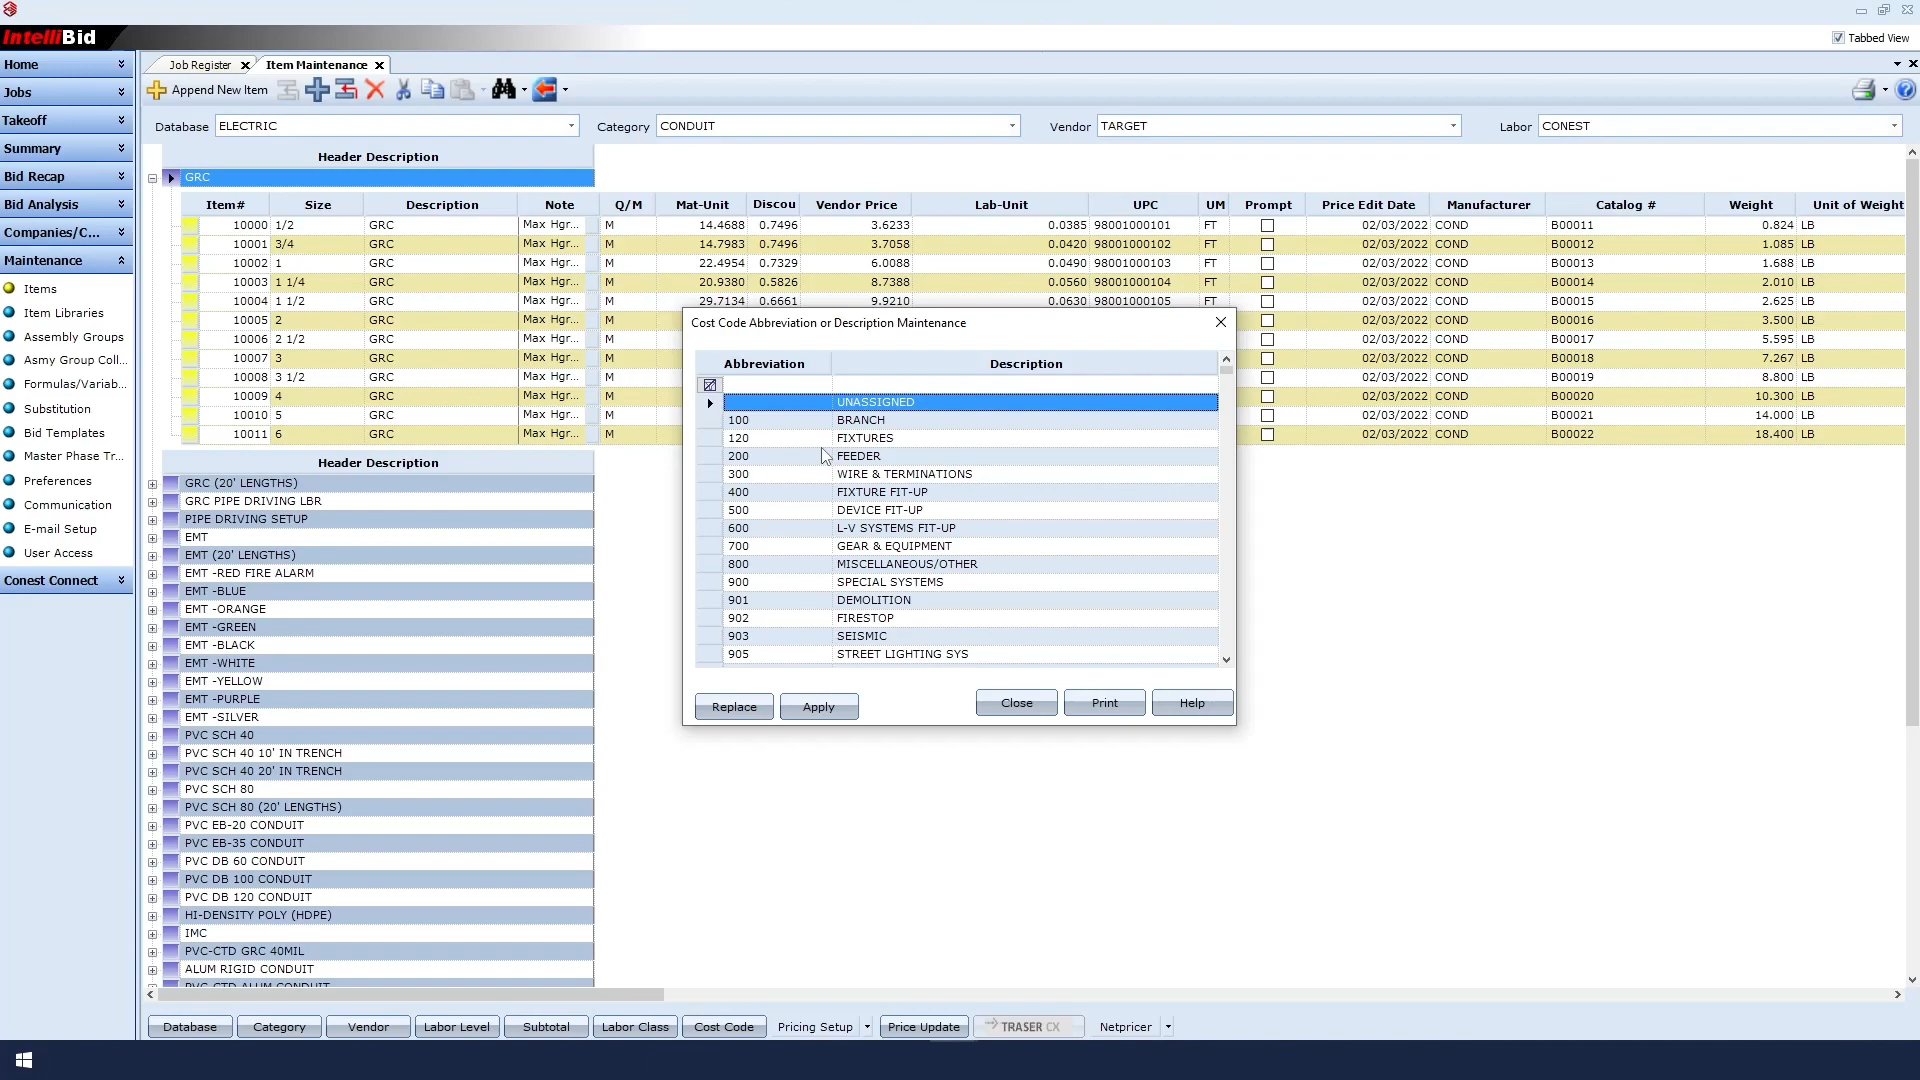 IntelliBid
Tabbed View
Home
Jobs
Takeoff
Summary
Bid Recap
Bid Analysis
Companies/C...
Maintenance
Items
Item Libraries
Assembly Groups
Asmy Group Coll...
Formulas/Variab...
Substitution
Bid Templates
Master Phase Tr...
Preferences
Communication
E-mail Setup
User Access
Conest Connect
Job Register Item Maintenance
Append New Item
Database ELECTRIC Category CONDUIT Vendor TARGET Labor CONEST
Header Description
GRC
Item# Size Description Note Q/M Mat-Unit Discou Vendor Price Lab-Unit UPC UM Prompt Price Edit Date Manufacturer Catalog # Weight Unit of Weight
10000 1/2 GRC Max Hgr... M 14.4688 0.7496 3.6233 0.0385 98001000101 FT 02/03/2022 COND B00011 0.824 LB
10001 3/4 GRC Max Hgr... M 14.7983 0.7496 3.7058 0.0420 98001000102 FT 02/03/2022 COND B00012 1.085 LB
10002 1 GRC Max Hgr... M 22.4954 0.7329 6.0088 0.0490 98001000103 FT 02/03/2022 COND B00013 1.688 LB
10003 1 1/4 GRC Max Hgr... M 20.9380 0.5826 8.7388 0.0560 98001000104 FT 02/03/2022 COND B00014 2.010 LB
10004 1 1/2 GRC Max Hgr... M 29.7134 0.6661 9.9210 0.0630 98001000105 FT 02/03/2022 COND B00015 2.625 LB
10005 2 GRC Max Hgr... M 02/03/2022 COND B00016 3.500 LB
10006 2 1/2 GRC Max Hgr... M 02/03/2022 COND B00017 5.595 LB
10007 3 GRC Max Hgr... M 02/03/2022 COND B00018 7.267 LB
10008 3 1/2 GRC Max Hgr... M 02/03/2022 COND B00019 8.800 LB
10009 4 GRC Max Hgr... M 02/03/2022 COND B00020 10.300 LB
10010 5 GRC Max Hgr... M 02/03/2022 COND B00021 14.000 LB
10011 6 GRC Max Hgr... M 02/03/2022 COND B00022 18.400 LB
Header Description
GRC (20' LENGTHS)
GRC PIPE DRIVING LBR
PIPE DRIVING SETUP
EMT
EMT (20' LENGTHS)
EMT -RED FIRE ALARM
EMT -BLUE
EMT -ORANGE
EMT -GREEN
EMT -BLACK
EMT -WHITE
EMT -YELLOW
EMT -PURPLE
EMT -SILVER
PVC SCH 40
PVC SCH 40 10' IN TRENCH
PVC SCH 40 20' IN TRENCH
PVC SCH 80
PVC SCH 80 (20' LENGTHS)
PVC EB-20 CONDUIT
PVC EB-35 CONDUIT
PVC DB 60 CONDUIT
PVC DB 100 CONDUIT
PVC DB 120 CONDUIT
HI-DENSITY POLY (HDPE)
IMC
PVC-CTD GRC 40MIL
ALUM RIGID CONDUIT
PVC-CTD ALUM CONDUIT
Cost Code Abbreviation or Description Maintenance
Abbreviation Description
UNASSIGNED
100 BRANCH
120 FIXTURES
200 FEEDER
300 WIRE & TERMINATIONS
400 FIXTURE FIT-UP
500 DEVICE FIT-UP
600 L-V SYSTEMS FIT-UP
700 GEAR & EQUIPMENT
800 MISCELLANEOUS/OTHER
900 SPECIAL SYSTEMS
901 DEMOLITION
902 FIRESTOP
903 SEISMIC
905 STREET LIGHTING SYS
Replace Apply Close Print Help
Database Category Vendor Labor Level Subtotal Labor Class Cost Code Pricing Setup Price Update TRASER CX Netpricer